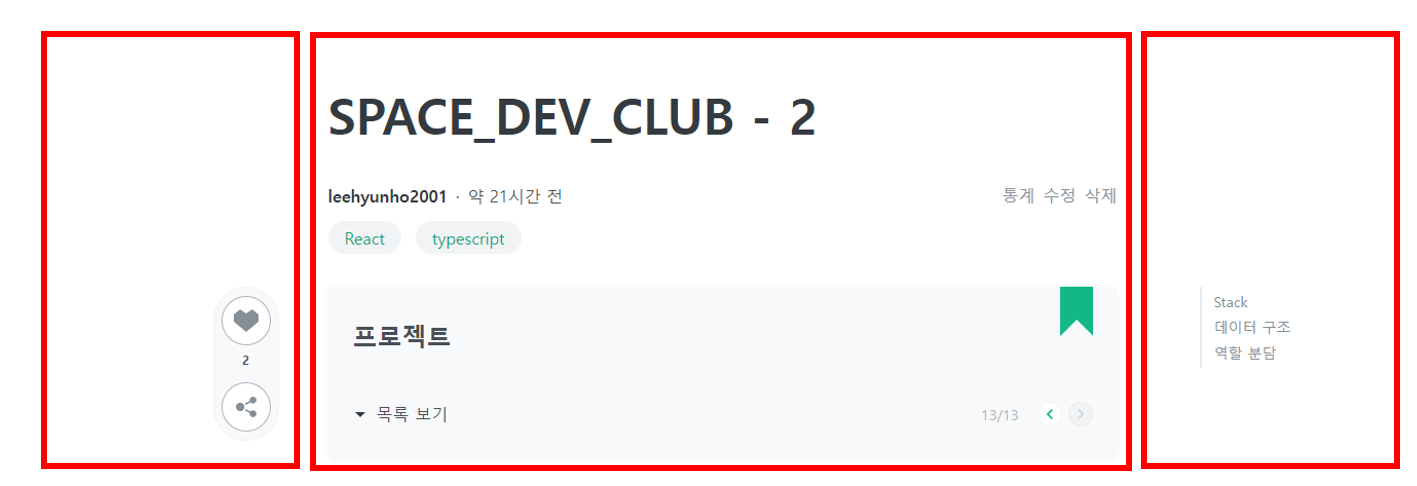 SPACE_DEV_CLUB - 2
leehyunho2001 · 약 21시간 전
통계 수정 삭제
React typescript
2
프로젝트
목록 보기
13/13
Stack
데이터 구조
역할 분담